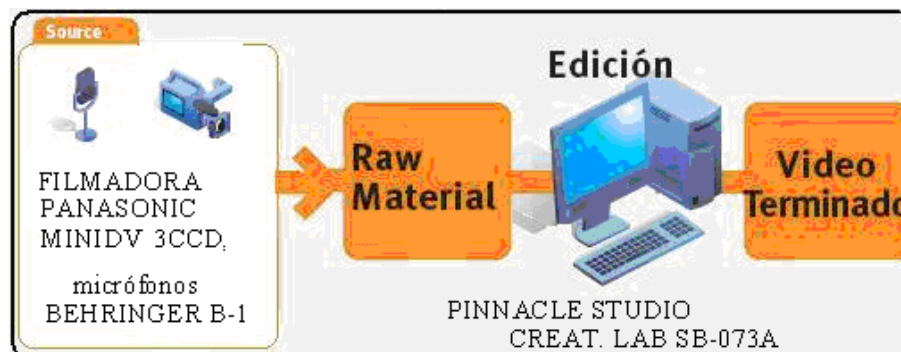 Source
FILMADORA
PANASONIC
MINIDV 3CCD,
micrófonos
BEHRINGER B-1
Raw
Material
Edición
PINNACLE STUDIO
CREAT. LAB SB-073A
Video
Terminado